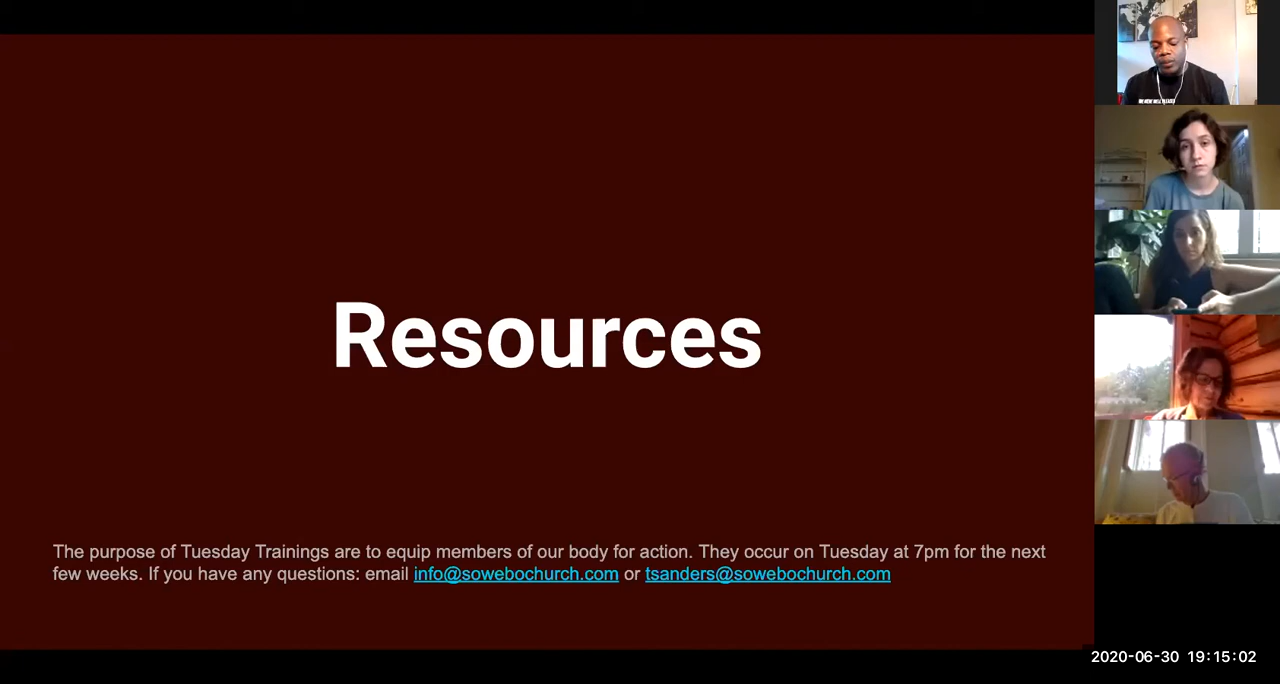 Resources
The purpose of Tuesday Trainings are to equip members of our body for action. They occur on Tuesday at 7pm for the next
few weeks. If you have any questions: email info@sowebochurch.com or tsanders@sowebochurch.com
2020-06-30 19:15:02